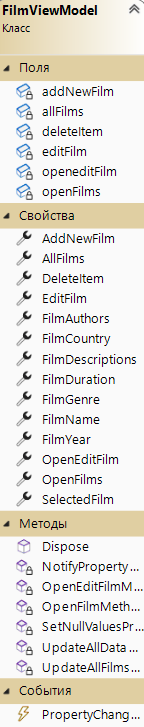 FilmViewModel
Класс
Поля
addNewFilm
allFilms
deleteItem
editFilm
openeditFilm
openFilms
Свойства
AddNewFilm
AllFilms
DeleteItem
EditFilm
FilmAuthors
FilmCountry
FilmDescriptions
FilmDuration
FilmGenre
FilmName
FilmYear
OpenEditFilm
OpenFilms
SelectedFilm
Методы
Dispose
NotifyProperty...
OpenEditFilmM...
OpenFilmMeth...
SetNullValuesPr...
UpdateAllData...
UpdateAllFilms...
События
PropertyChang...